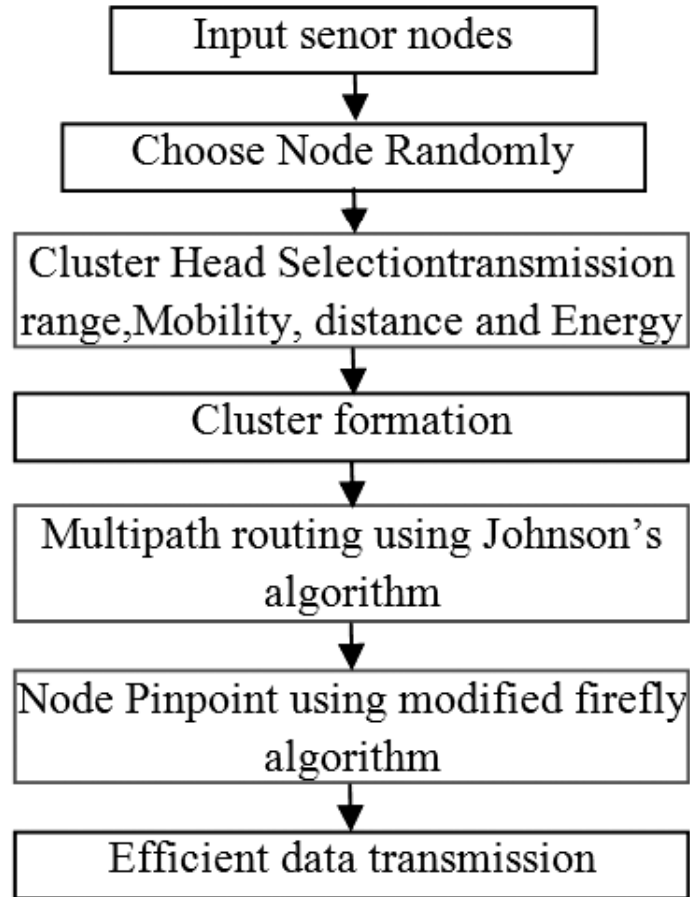 Input senor nodes
Choose Node Randomly
Cluster Head Selectiontransmission
range,Mobility, distance and Energy
Cluster formation
Multipath routing using Johnson’s
algorithm
Node Pinpoint using modified firefly
algorithm
Efficient data transmission